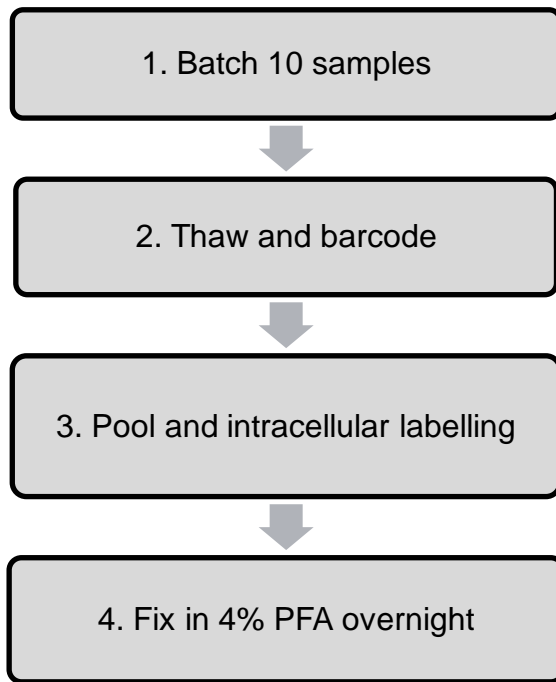 1. Batch 10 samples
2. Thaw and barcode
3. Pool and intracellular labelling
4. Fix in 4% PFA overnight